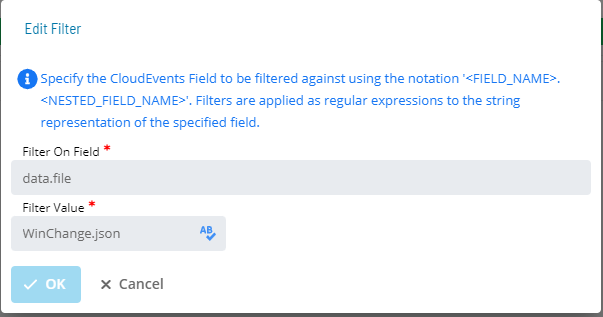 Edit Filter
Specify the CloudEvents Field to be filtered against using the notation '<FIELD_NAME>.
<NESTED_FIELD_NAME>'. Filters are applied as regular expressions to the string
representation of the specified field.
Filter On Field *
data.file
Filter Value *
WinChange.json AB
OK Cancel